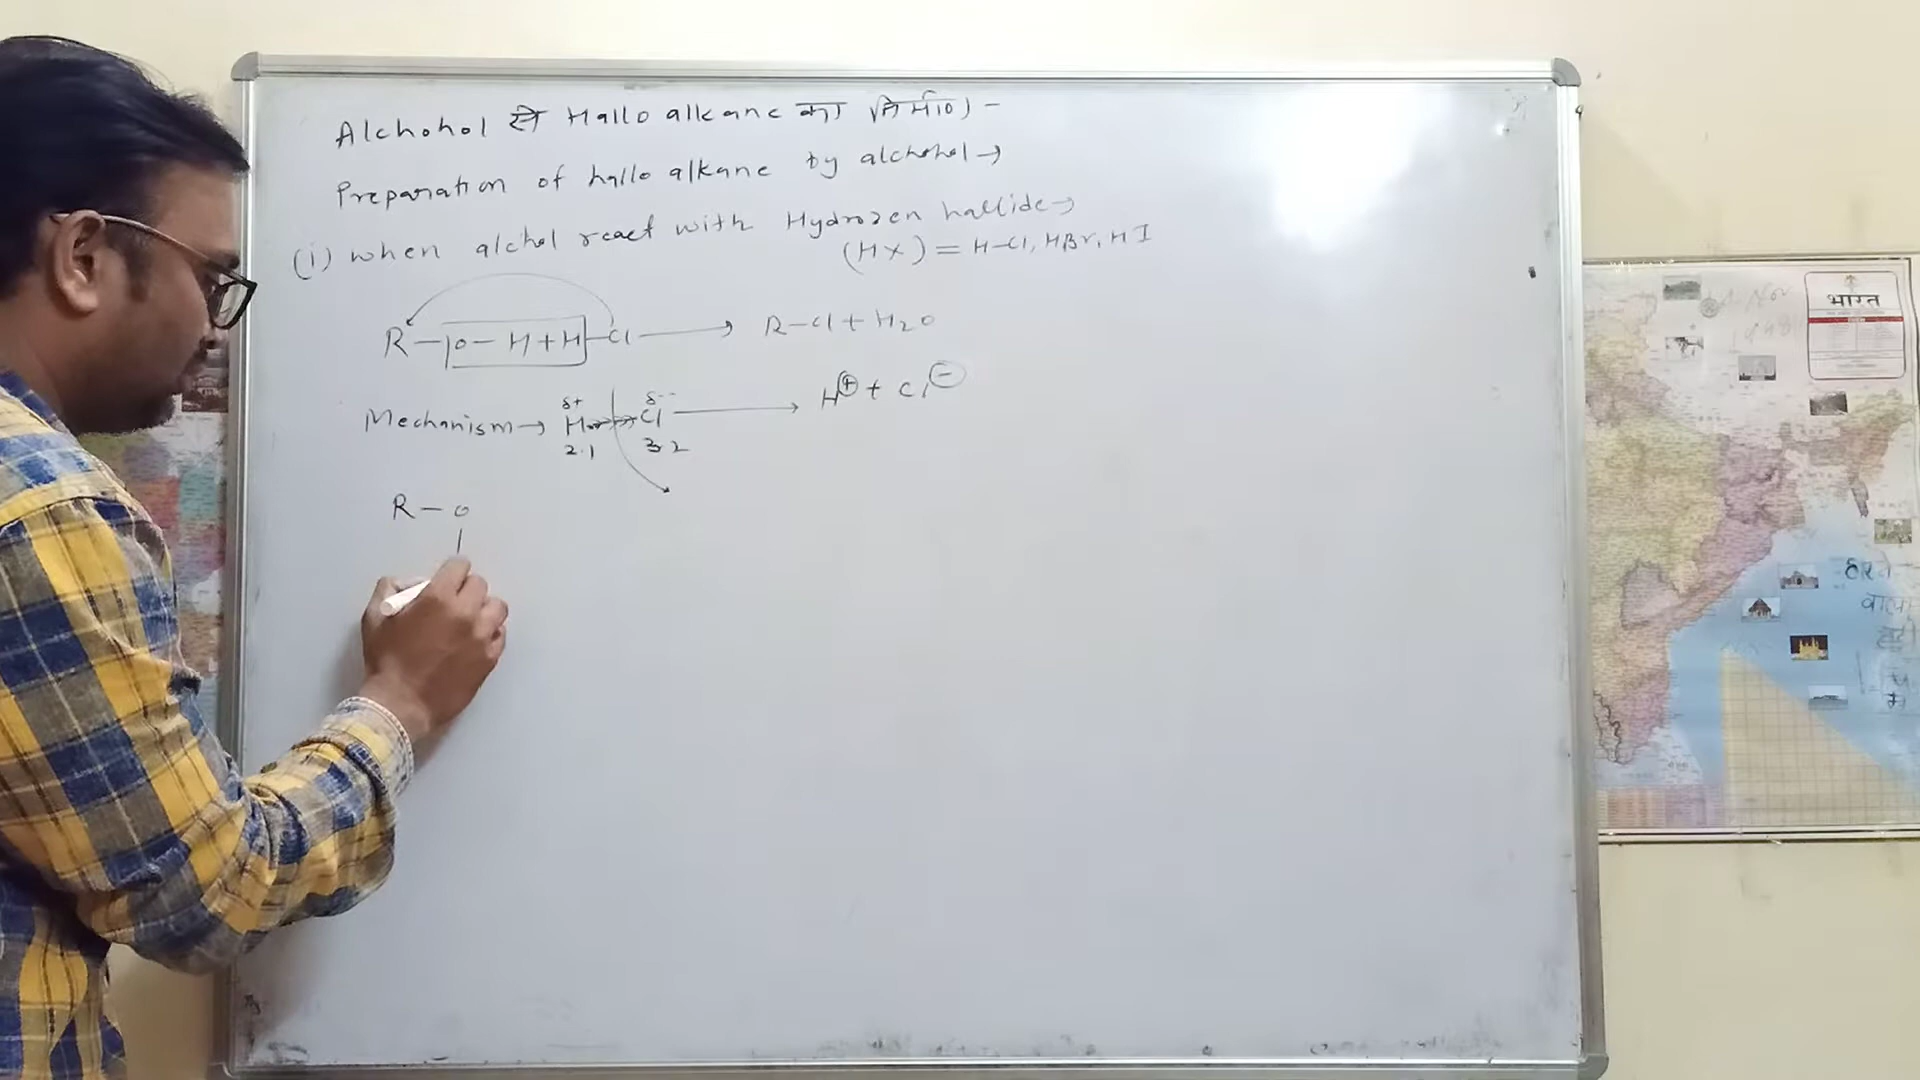 Alchohol से Hallo alkane का निर्माण) -
Preparation of hallo alkane by alchohol →
(i) when alchol react with Hydrozen hallide →
(HX) = H-Cl, HBr, HI
R - o - H + H - Cl → R - Cl + H2O
Mechanism → H Cl → H⊕ + Cl⊖
δ+ δ-
2.1 3.2
R - o
भारत